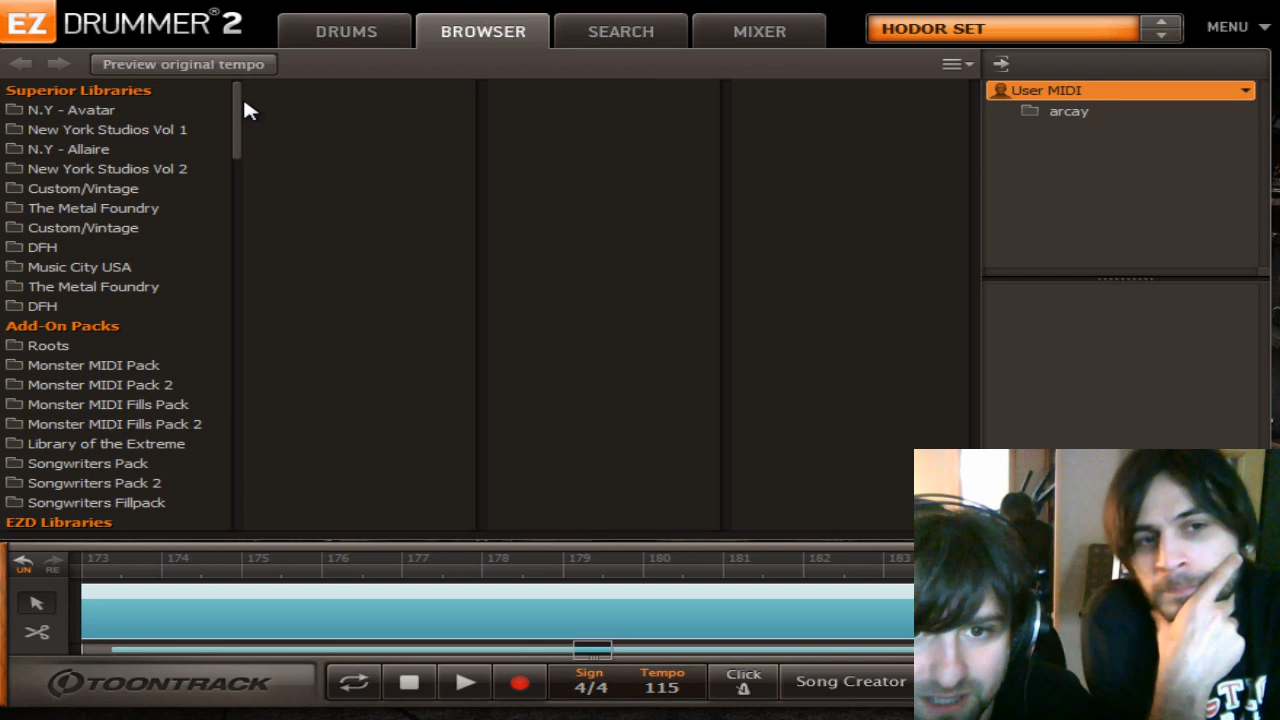 EZ DRUMMER® 2
DRUMS
BROWSER
SEARCH
MIXER
HODOR SET
MENU
Preview original tempo
Superior Libraries
N.Y - Avatar
New York Studios Vol 1
N.Y - Allaire
New York Studios Vol 2
Custom/Vintage
The Metal Foundry
Custom/Vintage
DFH
Music City USA
The Metal Foundry
DFH
Add-On Packs
Roots
Monster MIDI Pack
Monster MIDI Pack 2
Monster MIDI Fills Pack
Monster MIDI Fills Pack 2
Library of the Extreme
Songwriters Pack
Songwriters Pack 2
Songwriters Fillpack
EZD Libraries
User MIDI
arcay
UN RE
173 174 175 176 177 178 179 180 181 182 183
TOONTRACK
Sign
4/4
Tempo
115
Click
Song Creator